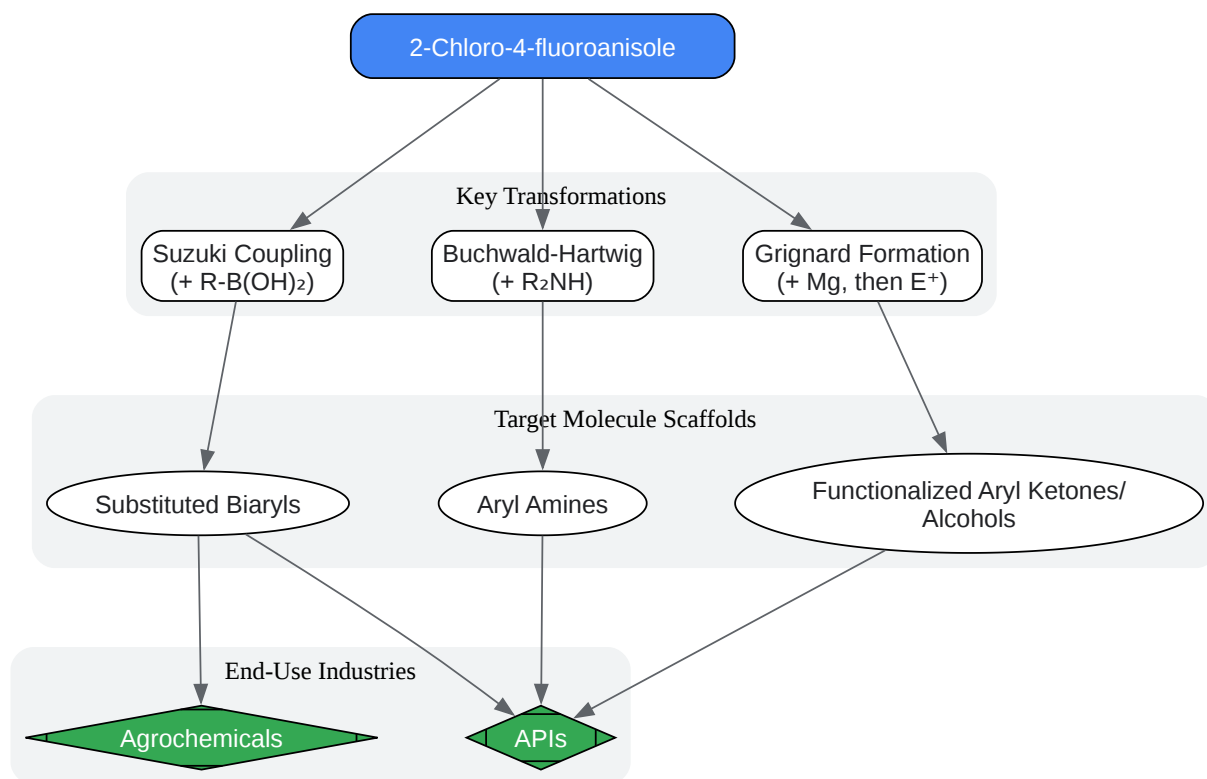 2-Chloro-4-fluoroanisole
Key Transformations
Suzuki Coupling
(+ R-B(OH)₂)
Buchwald-Hartwig
(+ R₂NH)
Grignard Formation
(+ Mg, then E⁺)
Target Molecule Scaffolds
Substituted Biaryls
Aryl Amines
Functionalized Aryl Ketones/
Alcohols
End-Use Industries
Agrochemicals
APIs